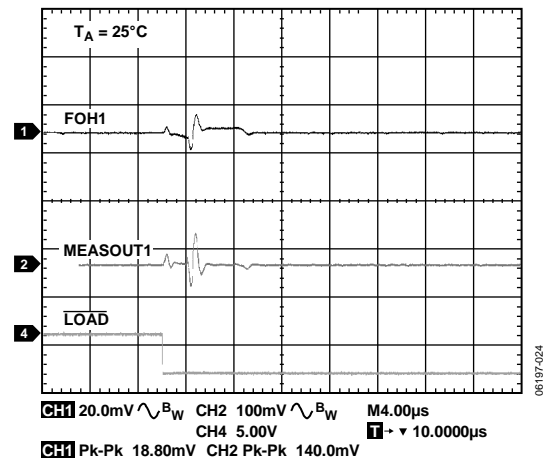 TA = 25°C
FOH1
1
MEASOUT1
2
LOAD
4
06197-024
CH1 20.0mV BW CH2 100mV BW M4.00µs
CH4 5.00V T 10.0000µs
CH1 Pk-Pk 18.80mV CH2 Pk-Pk 140.0mV